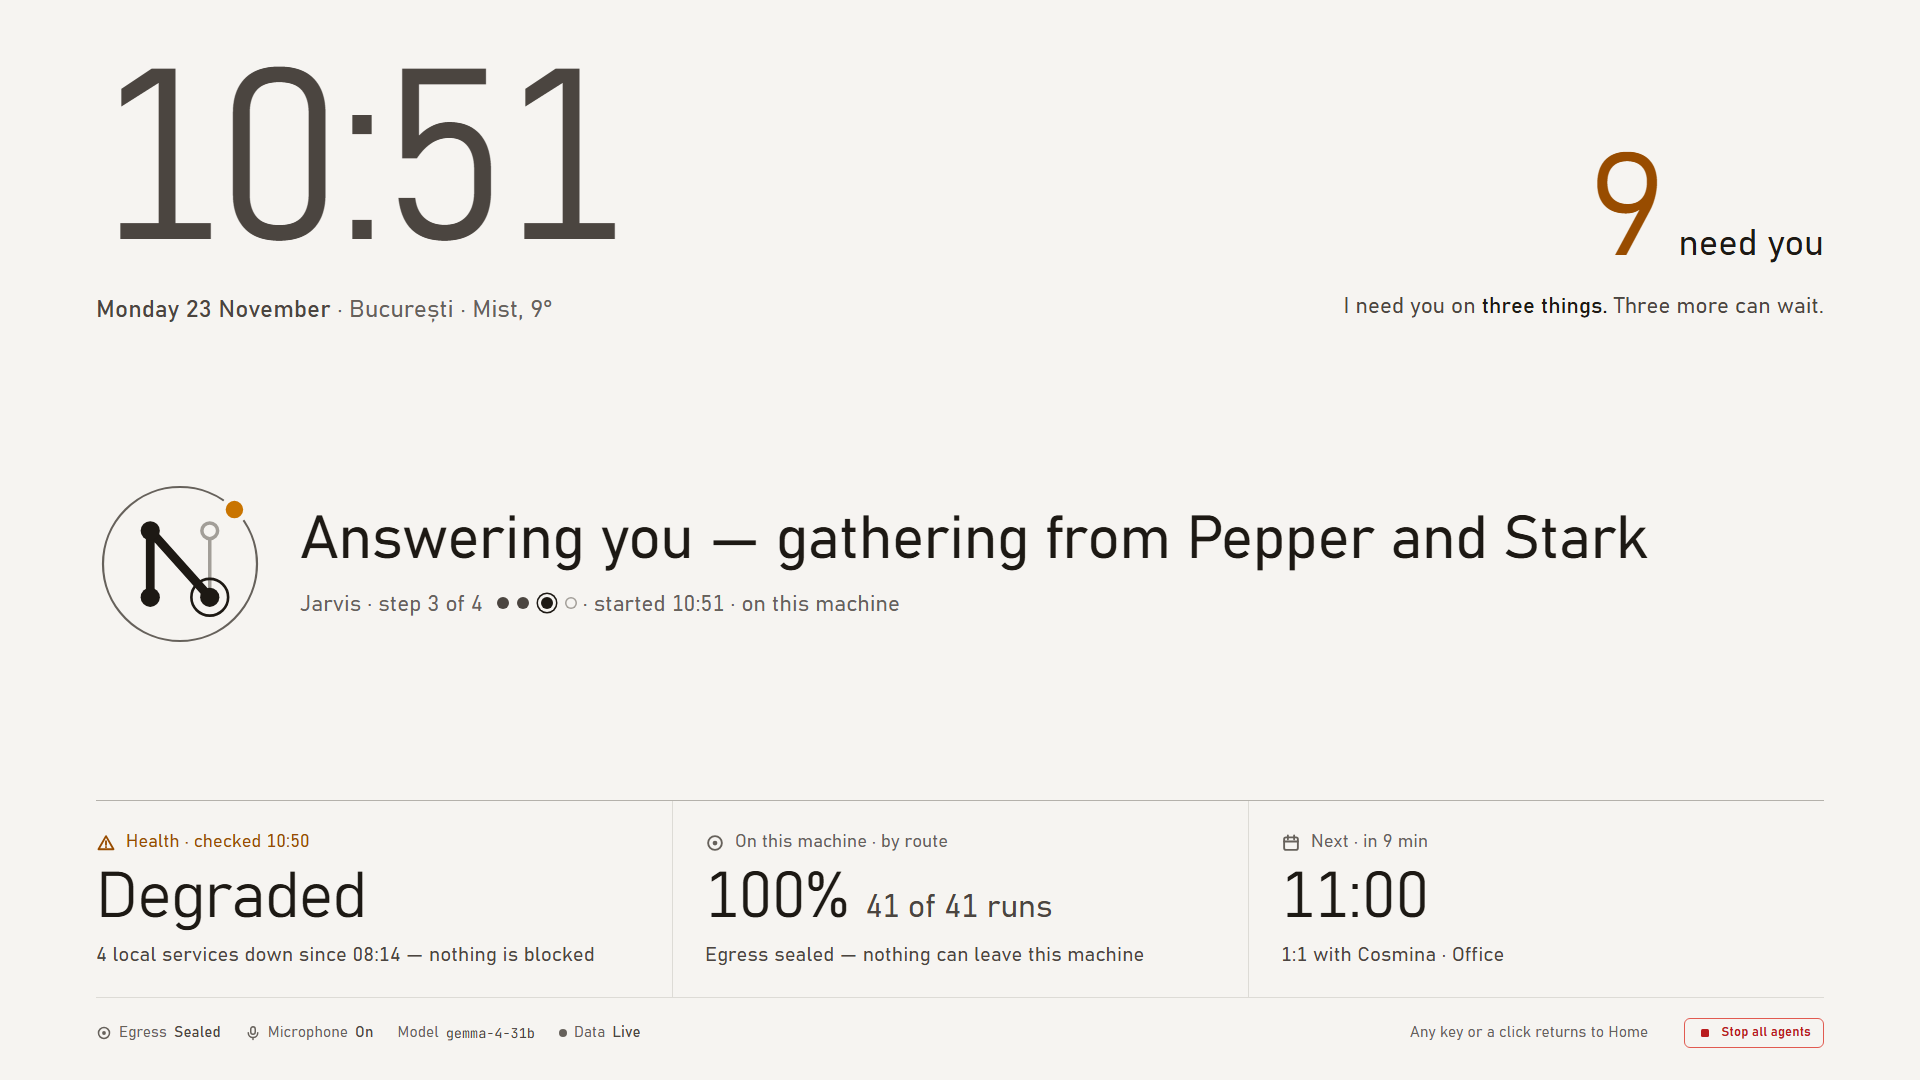 10:51
9 need you
Monday 23 November · București · Mist, 9°
I need you on three things. Three more can wait.
Answering you — gathering from Pepper and Stark
Jarvis · step 3 of 4 · started 10:51 · on this machine
Health · checked 10:50
Degraded
4 local services down since 08:14 — nothing is blocked
On this machine · by route
100% 41 of 41 runs
Egress sealed — nothing can leave this machine
Next · in 9 min
11:00
1:1 with Cosmina · Office
Egress Sealed Microphone On Model gemma-4-31b Data Live
Any key or a click returns to Home
Stop all agents